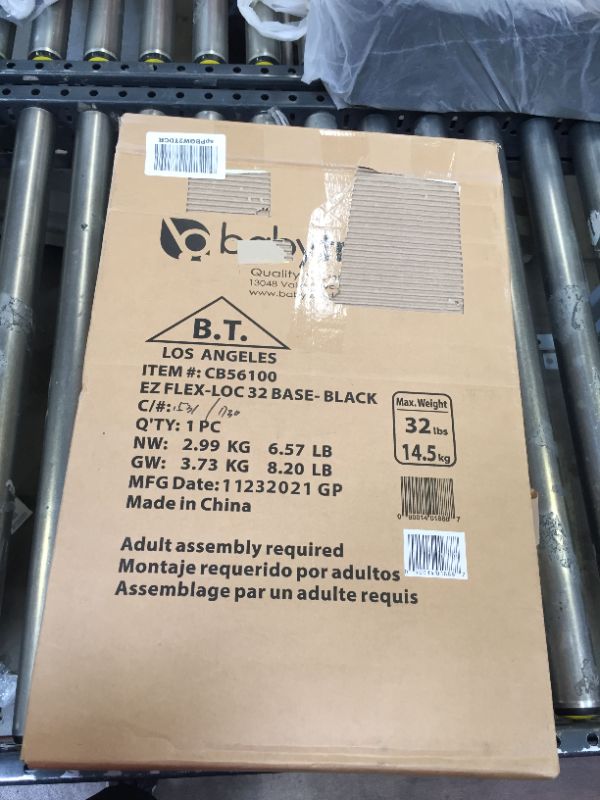 Quality
13048
www.bab
B.T.
LOS ANGELES
ITEM #: CB56100
EZ FLEX-LOC 32 BASE- BLACK
C/#:
Q'TY: 1 PC
NW: 2.99 KG 6.57 LB
GW: 3.73 KG 8.20 LB
MFG Date: 11232021 GP
Made in China
Max. Weight
32 lbs
14.5 kg
Adult assembly required
Montaje requerido por adultos
Assemblage par un adulte requis